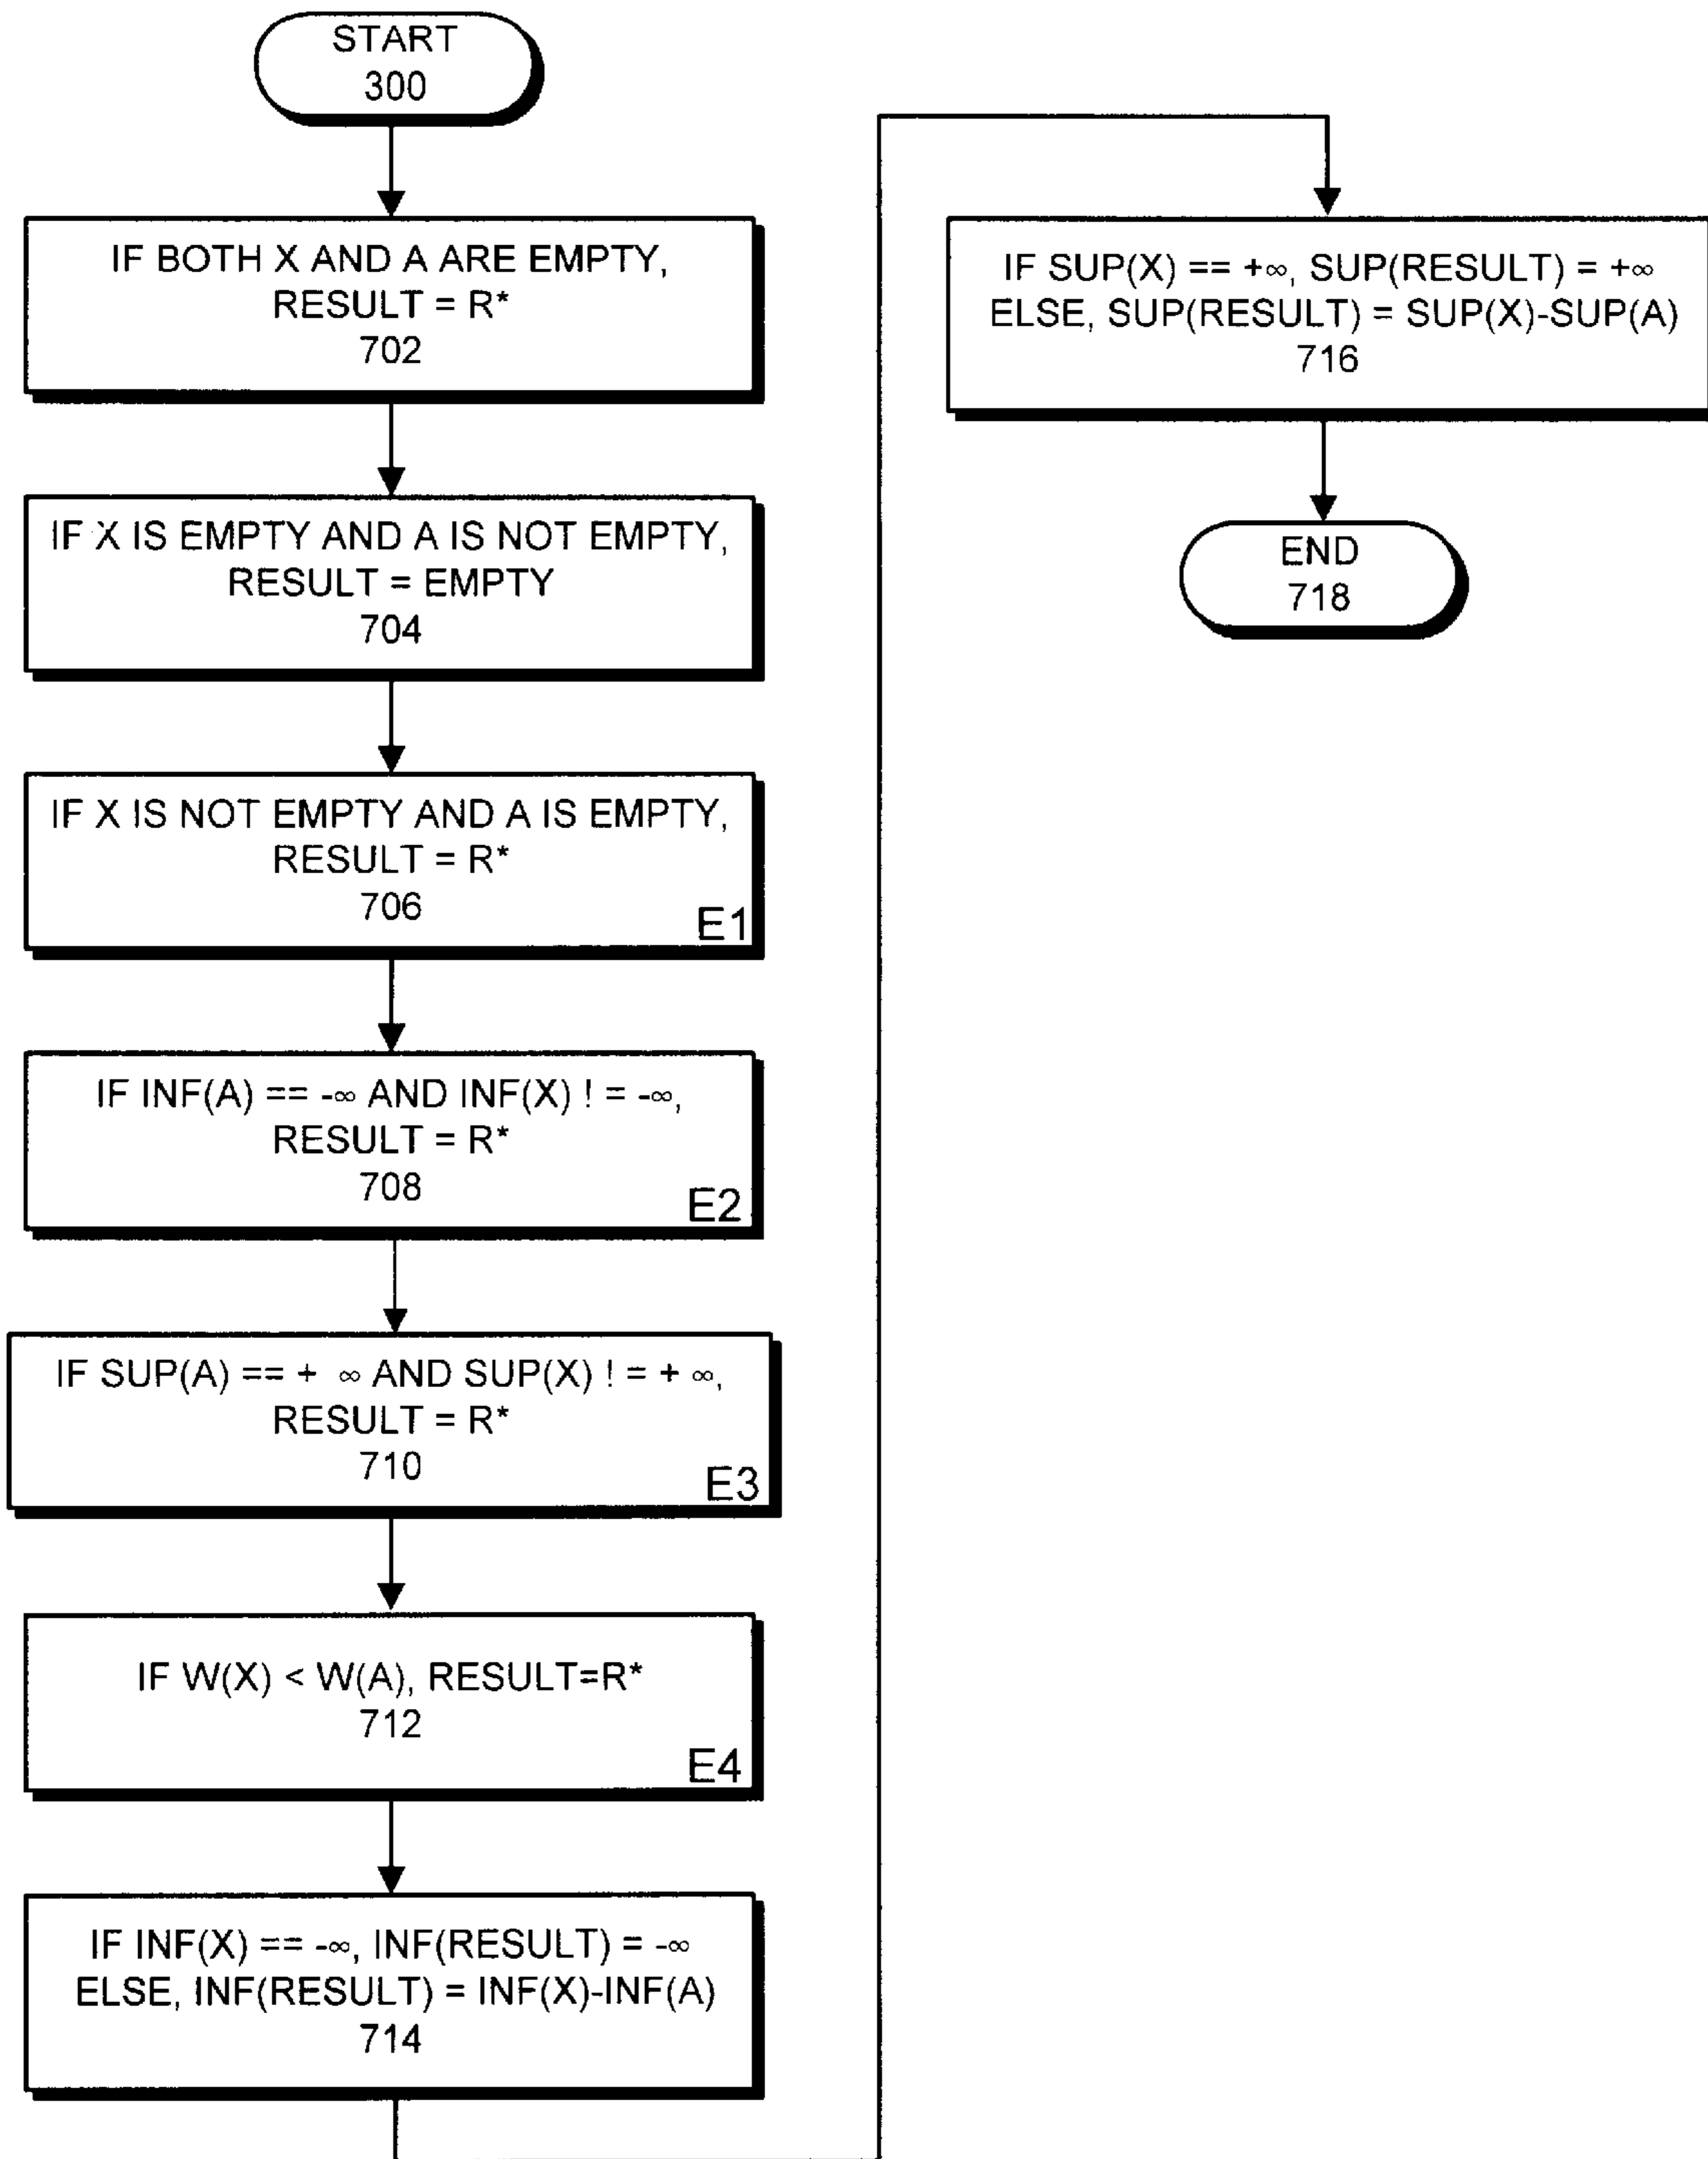 START
300
IF BOTH X AND A ARE EMPTY,
RESULT = R*
702
IF X IS EMPTY AND A IS NOT EMPTY,
RESULT = EMPTY
704
IF X IS NOT EMPTY AND A IS EMPTY,
RESULT = R*
706
E1
IF INF(A) == -∞ AND INF(X) ! = -∞,
RESULT = R*
708
E2
IF SUP(A) == + ∞ AND SUP(X) ! = + ∞,
RESULT = R*
710
E3
IF W(X) < W(A), RESULT=R*
712
E4
IF INF(X) == -∞, INF(RESULT) = -∞
ELSE, INF(RESULT) = INF(X)-INF(A)
714
IF SUP(X) == +∞, SUP(RESULT) = +∞
ELSE, SUP(RESULT) = SUP(X)-SUP(A)
716
END
718